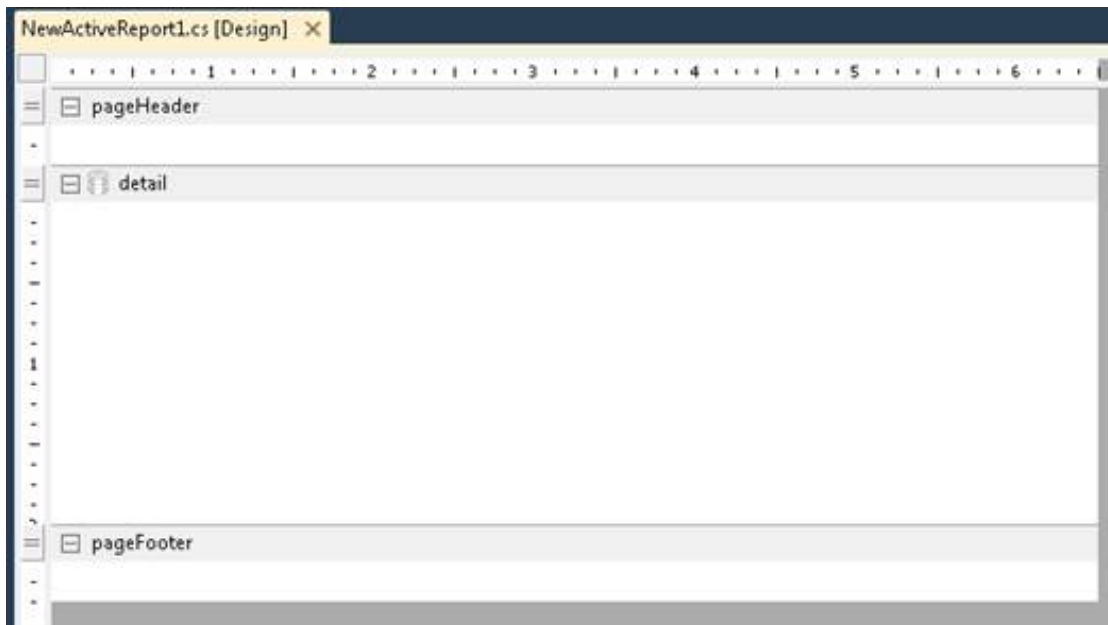 NewActiveReport1.cs [Design] ×
1 2 3 4 5 6
pageHeader
detail
1
pageFooter